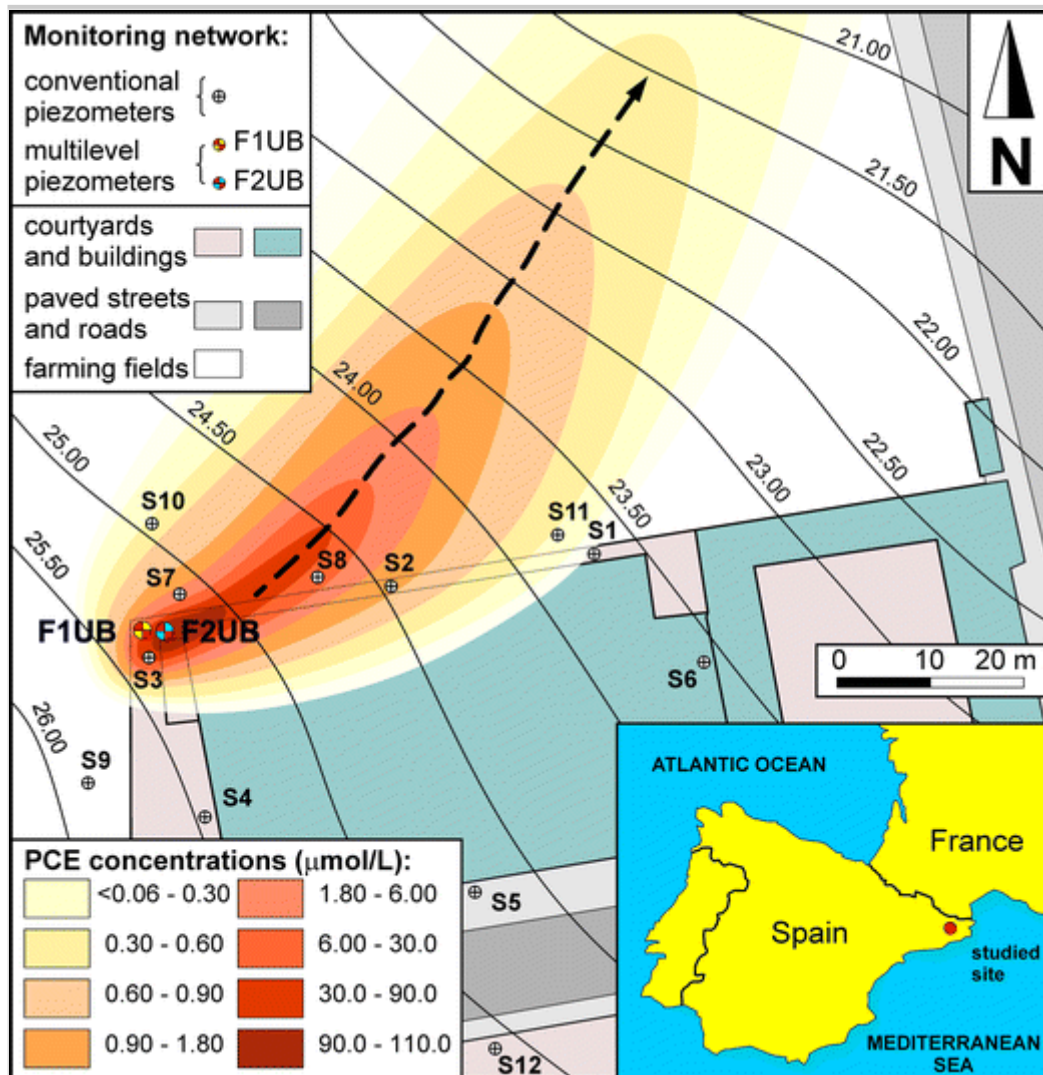 Monitoring network:
conventional
piezometers
multilevel
piezometers
F1UB
F2UB
courtyards
and buildings
paved streets
and roads
farming fields
N
21.00
21.50
22.00
22.50
23.00
23.50
24.00
24.50
25.00
25.50
26.00
S10
S11
S1
S7
S8
S2
F1UB
F2UB
S3
S6
S9
S4
S5
S12
0 10 20 m
PCE concentrations (μmol/L):
<0.06 - 0.30
0.30 - 0.60
0.60 - 0.90
0.90 - 1.80
1.80 - 6.00
6.00 - 30.0
30.0 - 90.0
90.0 - 110.0
ATLANTIC OCEAN
France
Spain
studied
site
MEDITERRANEAN
SEA